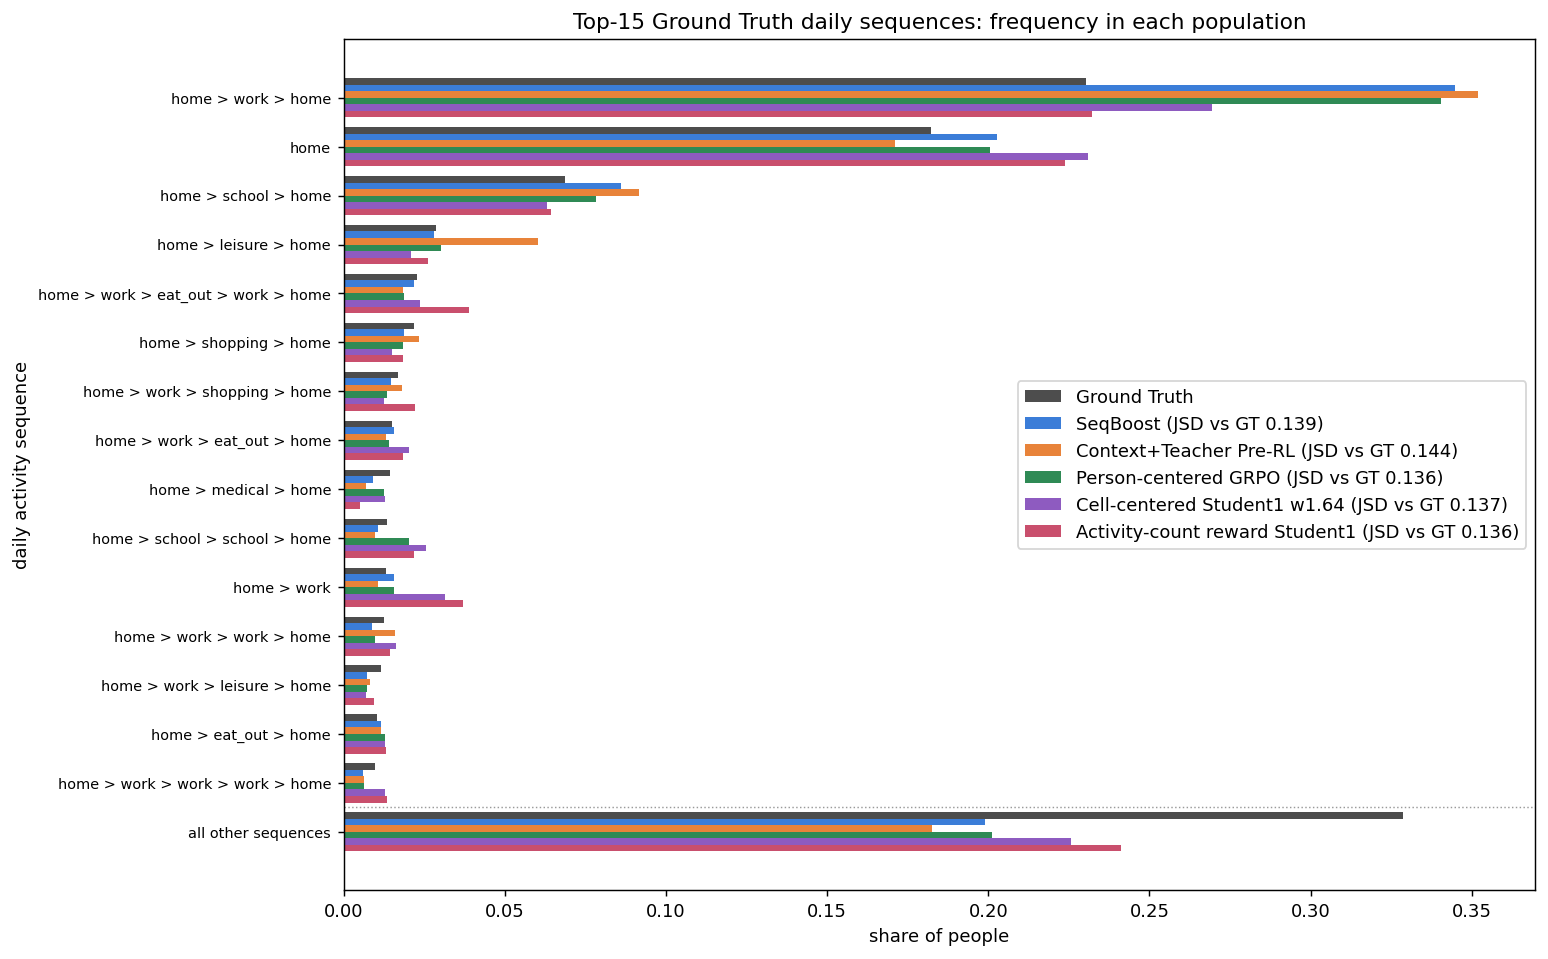 Top-15 Ground Truth daily sequences: frequency in each population
daily activity sequence
home > work > home
home
home > school > home
home > leisure > home
home > work > eat_out > work > home
home > shopping > home
home > work > shopping > home
home > work > eat_out > home
home > medical > home
home > school > school > home
home > work
home > work > work > home
home > work > leisure > home
home > eat_out > home
home > work > work > work > home
all other sequences
Ground Truth
SeqBoost (JSD vs GT 0.139)
Context+Teacher Pre-RL (JSD vs GT 0.144)
Person-centered GRPO (JSD vs GT 0.136)
Cell-centered Student1 w1.64 (JSD vs GT 0.137)
Activity-count reward Student1 (JSD vs GT 0.136)
0.00 0.05 0.10 0.15 0.20 0.25 0.30 0.35
share of people